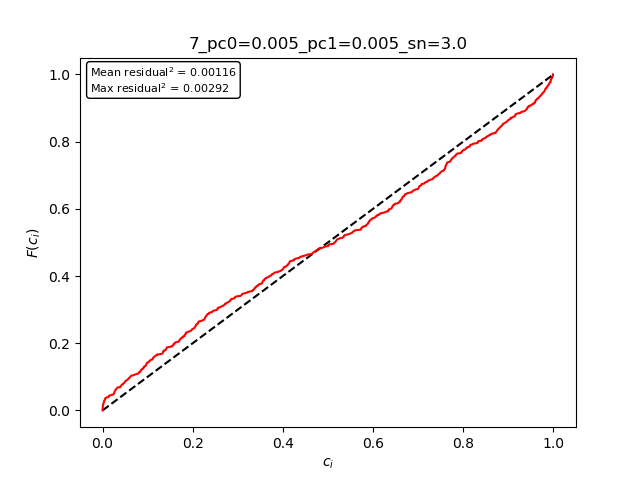 7_pc0=0.005_pc1=0.005_sn=3.0
Mean residual² = 0.00116
Max residual² = 0.00292
1.0
0.8
0.6
0.4
0.2
0.0
F(cᵢ)
0.0 0.2 0.4 0.6 0.8 1.0
cᵢ